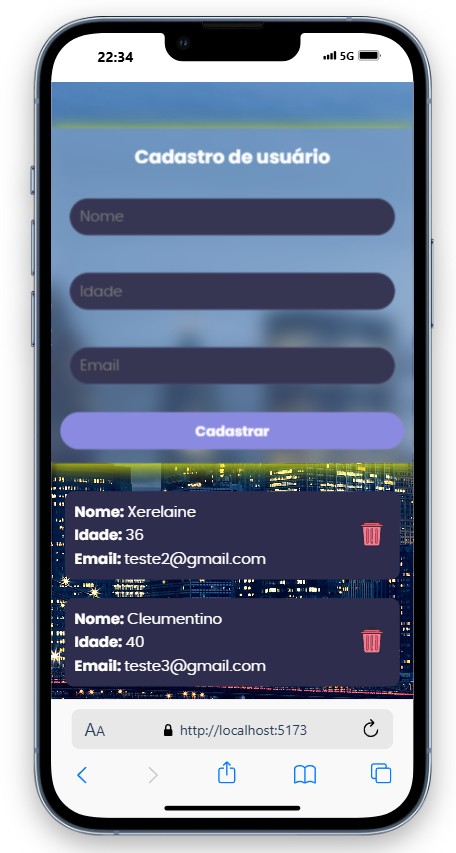 22:34
5G
Cadastro de usuário
Nome
Idade
Email
Cadastrar
Nome: Xerelaine
Idade: 36
Email: teste2@gmail.com
Nome: Cleumentino
Idade: 40
Email: teste3@gmail.com
AA http://localhost:5173